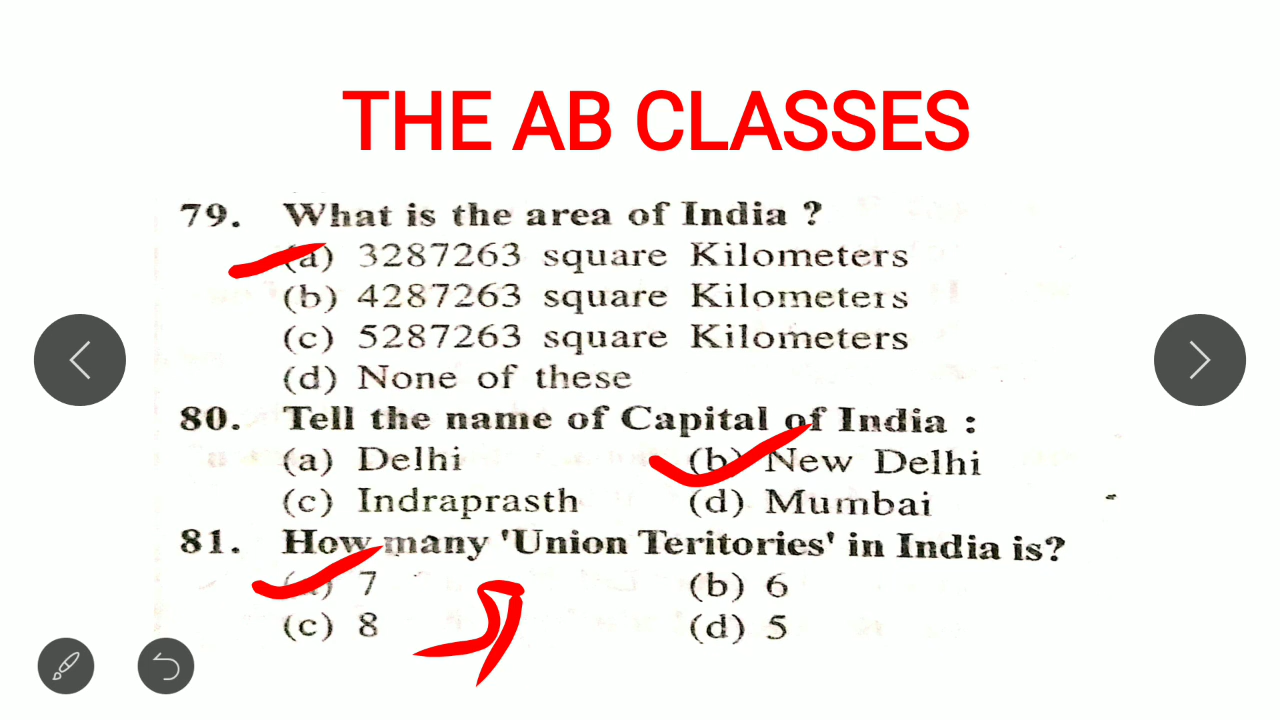 THE AB CLASSES
79. What is the area of India ?
(a) 3287263 square Kilometers
(b) 4287263 square Kilometers
(c) 5287263 square Kilometers
(d) None of these
80. Tell the name of Capital of India :
(a) Delhi (b) New Delhi
(c) Indraprasth (d) Mumbai
81. How many 'Union Teritories' in India is?
(a) 7 (b) 6
(c) 8 (d) 5